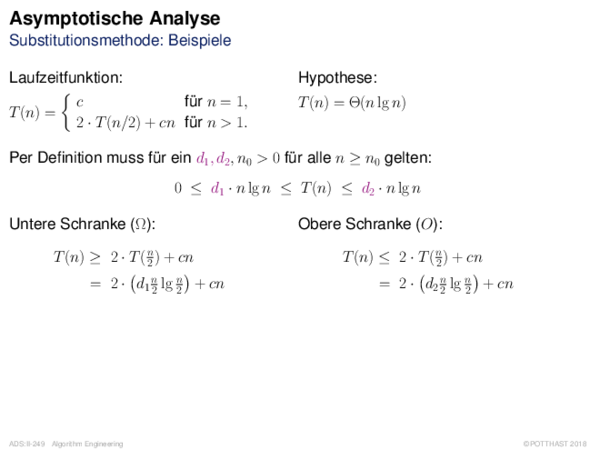 Asymptotische Analyse
Substitutionsmethode: Beispiele
Laufzeitfunktion:
T(n) = { c für n = 1,
2 · T(n/2) + cn für n > 1.
Hypothese:
T(n) = Θ(n lg n)
Per Definition muss für ein d₁, d₂, n₀ > 0 für alle n ≥ n₀ gelten:
0 ≤ d₁ · n lg n ≤ T(n) ≤ d₂ · n lg n
Untere Schranke (Ω):
T(n) ≥ 2 · T(n/2) + cn
= 2 · (d₁ n/2 lg n/2) + cn
Obere Schranke (O):
T(n) ≤ 2 · T(n/2) + cn
= 2 · (d₂ n/2 lg n/2) + cn
ADS:II-249 Algorithm Engineering
© POTTHAST 2018